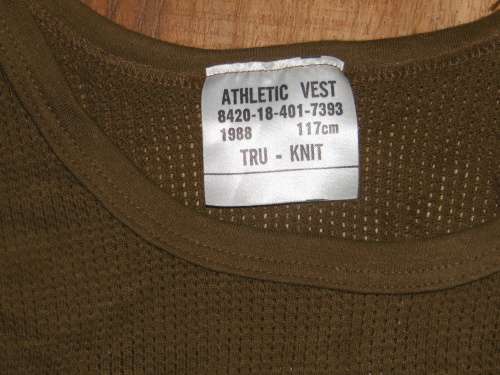 ATHLETIC VEST
8420-18-401-7393
1988 117cm
TRU - KNIT